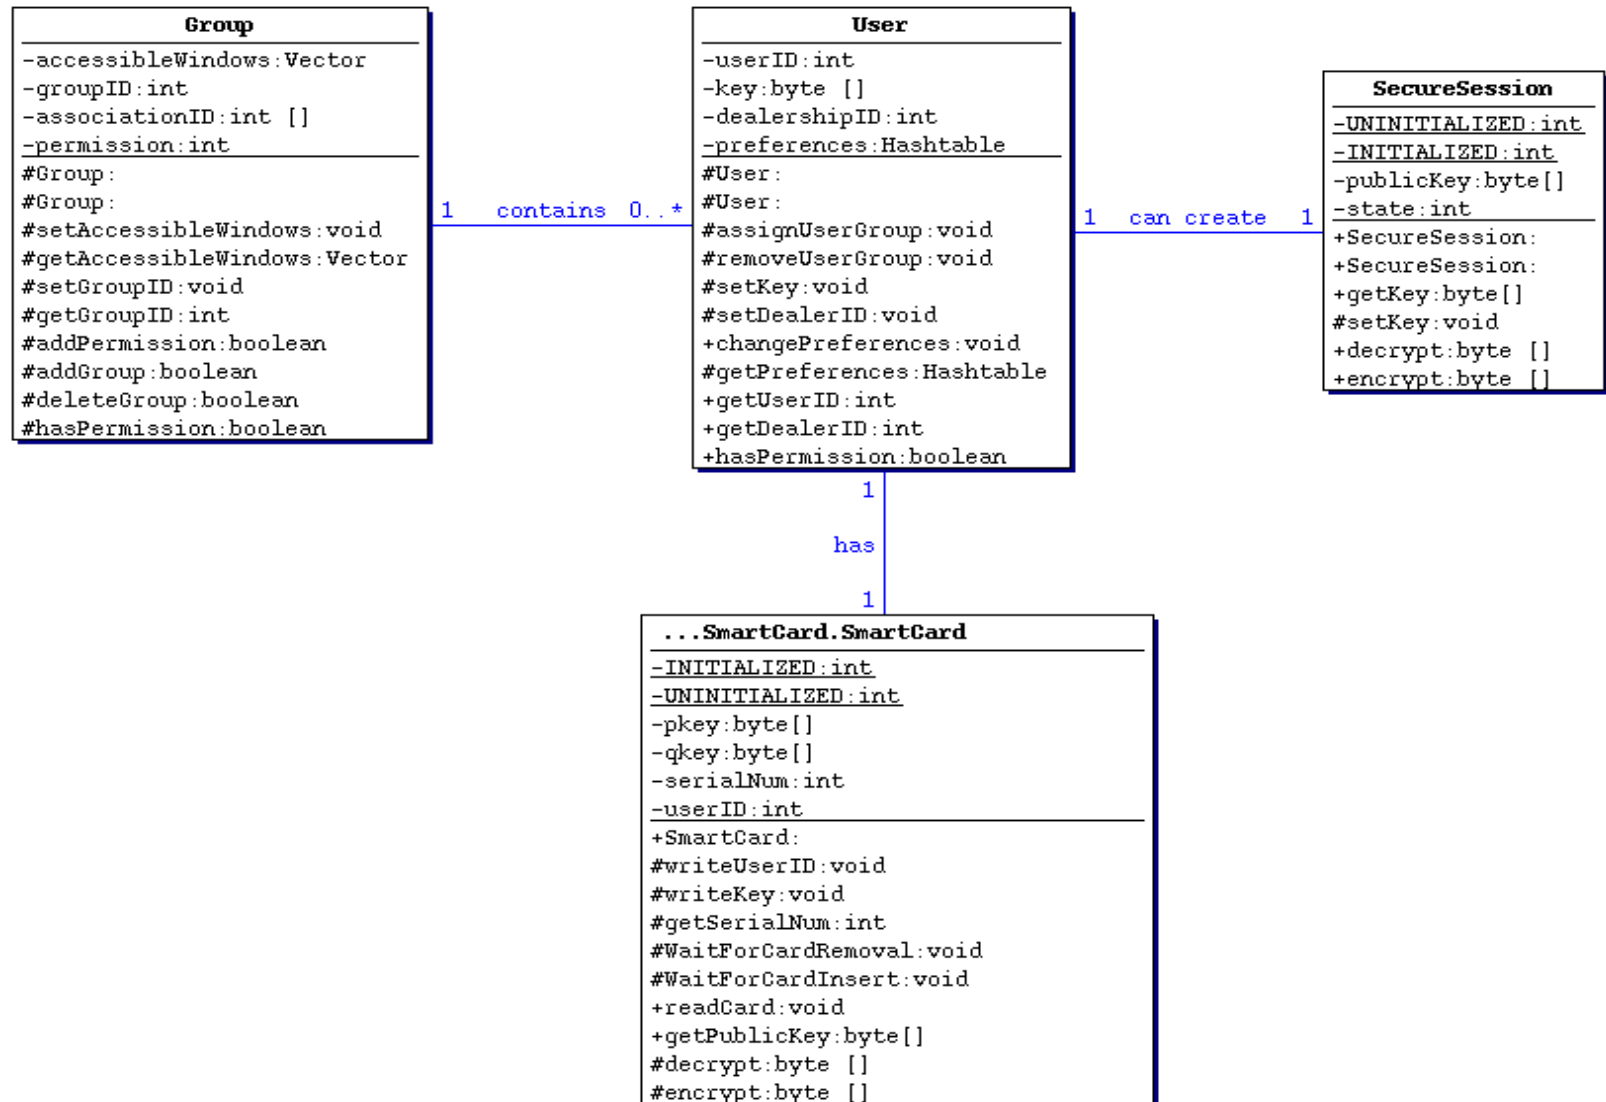 Group
-accessibleWindows:Vector
-groupID:int
-associationID:int []
-permission:int
#Group:
#Group:
#setAccessibleWindows:void
#getAccessibleWindows:Vector
#setGroupID:void
#getGroupID:int
#addPermission:boolean
#addGroup:boolean
#deleteGroup:boolean
#hasPermission:boolean
1 contains 0..*
User
-userID:int
-key:byte []
-dealershipID:int
-preferences:Hashtable
#User:
#User:
#assignUserGroup:void
#removeUserGroup:void
#setKey:void
#setDealerID:void
+changePreferences:void
#getPreferences:Hashtable
+getUserID:int
+getDealerID:int
+hasPermission:boolean
1 can create 1
SecureSession
-UNINITIALIZED:int
-INITIALIZED:int
-publicKey:byte[]
-state:int
+SecureSession:
+SecureSession:
+getKey:byte[]
#setKey:void
+decrypt:byte []
+encrypt:byte []
1
has
1
...SmartCard.SmartCard
-INITIALIZED:int
-UNINITIALIZED:int
-pkey:byte[]
-qkey:byte[]
-serialNum:int
-userID:int
+SmartCard:
#writeUserID:void
#writeKey:void
#getSerialNum:int
#WaitForCardRemoval:void
#WaitForCardInsert:void
+readCard:void
+getPublicKey:byte[]
#decrypt:byte []
#encrypt:byte []